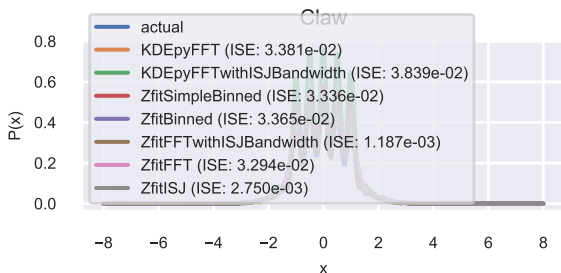 Claw
actual
KDEpyFFT (ISE: 3.381e-02)
KDEpyFFTwithISJBandwidth (ISE: 3.839e-02)
ZfitSimpleBinned (ISE: 3.336e-02)
ZfitBinned (ISE: 3.365e-02)
ZfitFFTwithISJBandwidth (ISE: 1.187e-03)
ZfitFFT (ISE: 3.294e-02)
ZfitISJ (ISE: 2.750e-03)
P(x)
0.8
0.6
0.4
0.2
0.0
−8 −6 −4 −2 0 2 4 6 8
x